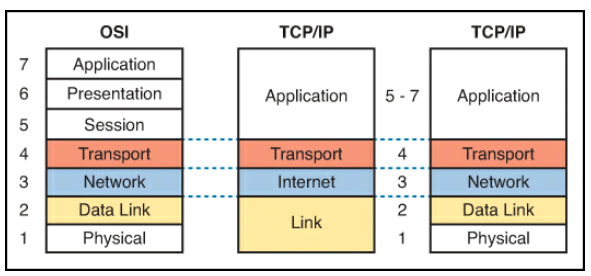 OSI TCP/IP TCP/IP
7 Application
6 Presentation Application 5 - 7 Application
5 Session
4 Transport Transport 4 Transport
3 Network Internet 3 Network
2 Data Link Link 2 Data Link
1 Physical 1 Physical